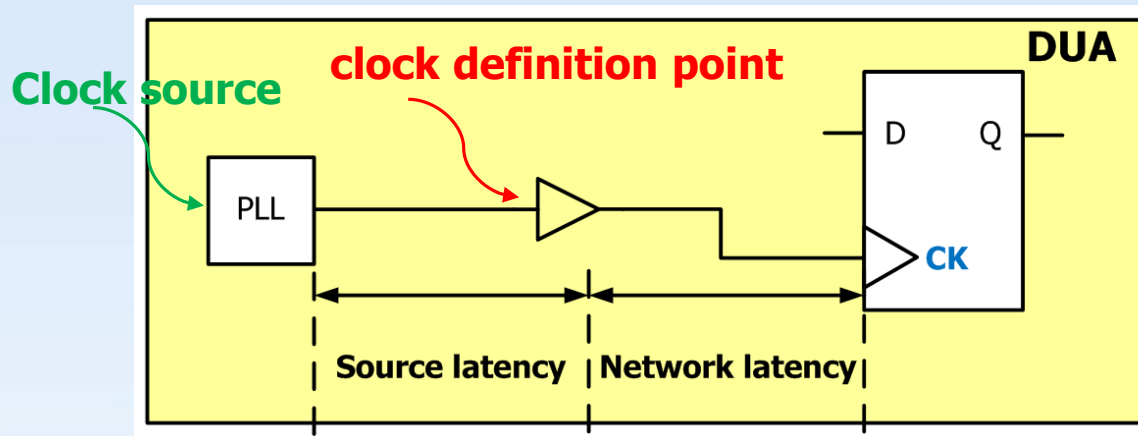 DUA
Clock source
clock definition point
PLL
D
Q
CK
Source latency
Network latency